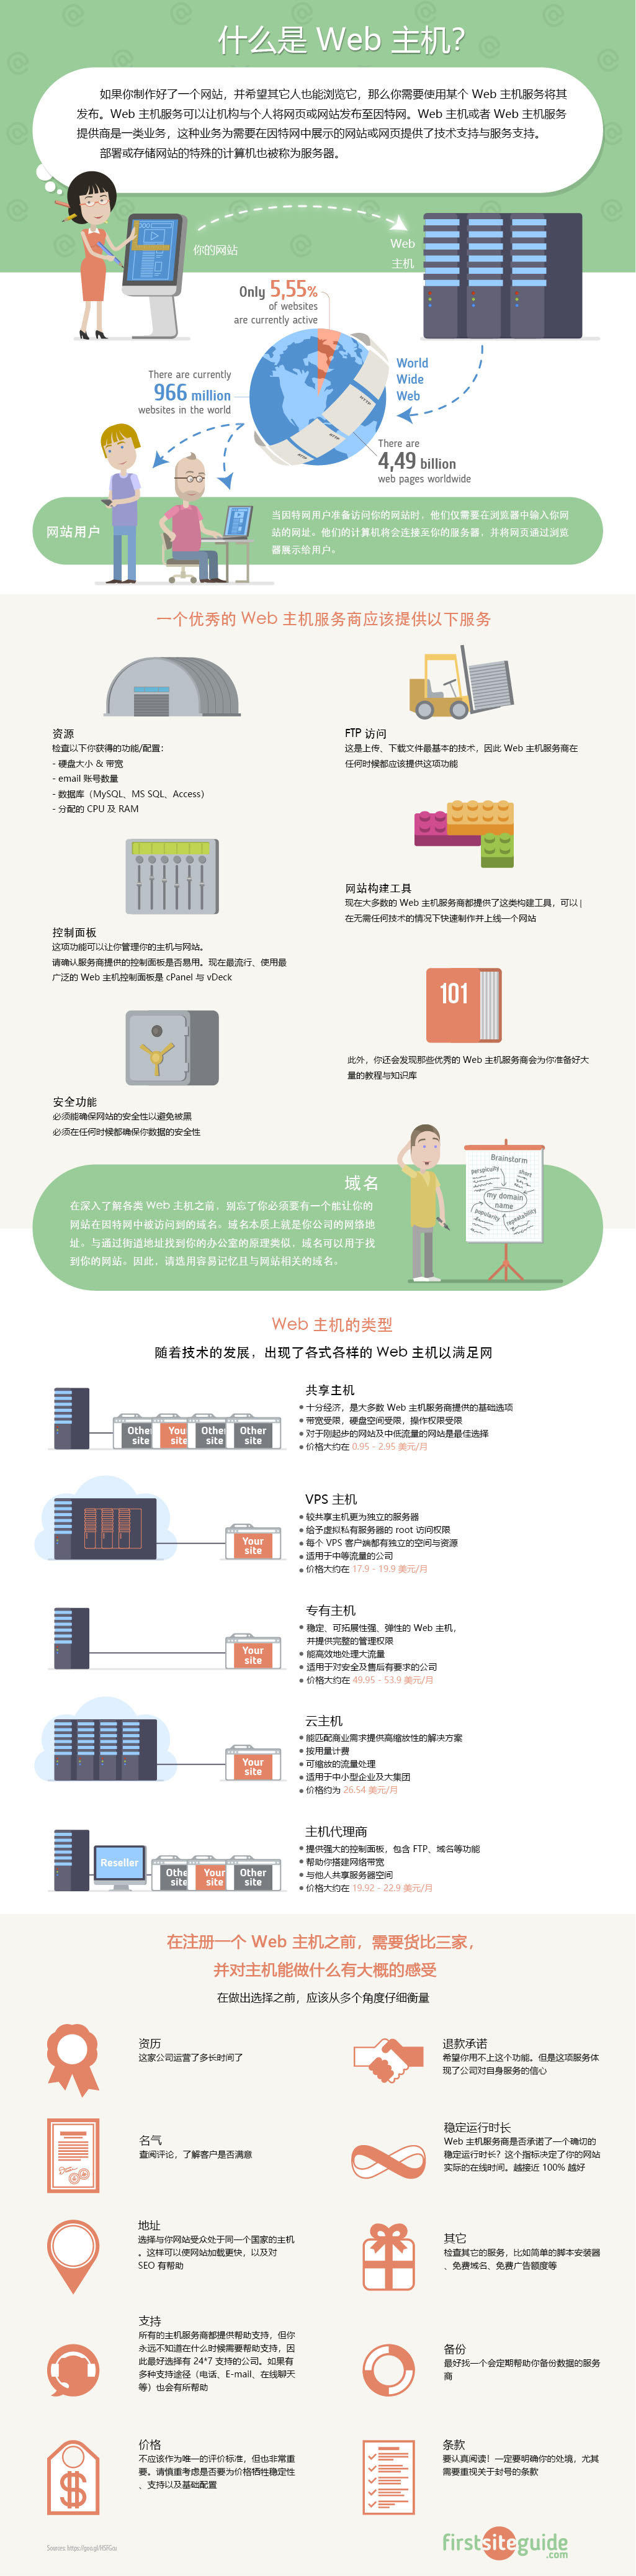 什么是 Web 主机?
如果你制作好了一个网站，并希望其它人也能浏览它，那么你需要使用某个 Web 主机服务将其
发布。Web 主机服务可以让机构与个人将网页或网站发布至因特网。Web 主机或者 Web 主机服务
提供商是一类业务，这种业务为需要在因特网中展示的网站或网页提供了技术支持与服务支持。
部署或存储网站的特殊的计算机也被称为服务器。
你的网站
Web
主机
Only 5,55%
of websites
are currently active
There are currently
966 million
websites in the world
World
Wide
Web
HTTP
HTTP
HTTP
There are
4,49 billion
web pages worldwide
网站用户
当因特网用户准备访问你的网站时，他们仅需要在浏览器中输入你网
站的网址。他们的计算机将会连接至你的服务器，并将网页通过浏览
器展示给用户。
一个优秀的 Web 主机服务商应该提供以下服务
资源
检查以下你获得的功能/配置：
- 硬盘大小 & 带宽
- email 账号数量
- 数据库（MySQL、MS SQL、Access）
- 分配的 CPU 及 RAM
FTP 访问
这是上传、下载文件最基本的技术，因此 Web 主机服务商在
任何时候都应该提供这项功能
控制面板
这项功能可以让你管理你的主机与网站。
请确认服务商提供的控制面板是否易用。现在最流行、使用最
广泛的 Web 主机控制面板是 cPanel 与 vDeck
网站构建工具
现在大多数的 Web 主机服务商都提供了这类构建工具，可以
在无需任何技术的情况下快速制作并上线一个网站
安全功能
必须能确保网站的安全性以避免被黑
必须在任何时候都确保你数据的安全性
101
此外，你还会发现那些优秀的 Web 主机服务商会为你准备好大
量的教程与知识库
域名
在深入了解各类 Web 主机之前，别忘了你必须要有一个能让你的
网站在因特网中被访问到的域名。域名本质上就是你公司的网络地
址。与通过街道地址找到你的办公室的原理类似，域名可以用于找
到你的网站。因此，请选用容易记忆且与网站相关的域名。
Brainstorm
perspicuity
short
my domain
name
popularity
repeatability
Web 主机的类型
随着技术的发展，出现了各式各样的 Web 主机以满足网
Other
site
You
site
Other
site
Other
site
共享主机
十分经济，是大多数 Web 主机服务商提供的基础选项
带宽受限，硬盘空间受限，操作权限受限
对于刚起步的网站及中低流量的网站是最佳选择
价格大约在 0.95 - 2.95 美元/月
Your
site
VPS 主机
较共享主机更为独立的服务器
给予虚拟私有服务器的 root 访问权限
每个 VPS 客户端都有独立的空间与资源
适用于中等流量的公司
价格大约在 17.9 - 19.9 美元/月
Your
site
专有主机
稳定、可拓展性强、弹性的 Web 主机，
并提供完整的管理权限
能高效地处理大流量
适用于对安全及售后有要求的公司
价格大约在 49.95 - 53.9 美元/月
Your
site
云主机
能匹配商业需求提供高缩放性的解决方案
按用量计费
可缩放的流量处理
适用于中小型企业及大集团
价格约为 26.54 美元/月
Reseller
Othe
site
Your
site
Other
site
主机代理商
提供强大的控制面板，包含 FTP、域名等功能
帮助你搭建网络带宽
与他人共享服务器空间
价格大约在 19.92 - 22.9 美元/月
在注册一个 Web 主机之前，需要货比三家，
并对主机能做什么有大概的感受
在做出选择之前，应该从多个角度仔细衡量
资历
这家公司运营了多长时间了
退款承诺
希望你用不上这个功能。但是这项服务体
现了公司对自身服务的信心
名气
查阅评论，了解客户是否满意
稳定运行时长
Web 主机服务商是否承诺了一个确切的
稳定运行时长？这个指标决定了你的网站
实际的在线时间。越接近 100% 越好
地址
选择与你网站受众处于同一个国家的主机
。这样可以使网站加载更快，以及对
SEO 有帮助
其它
检查其它的服务，比如简单的脚本安装器
、免费域名、免费广告额度等
支持
所有的主机服务商都提供帮助支持，但你
永远不知道在什么时候需要帮助支持，因
此最好选择有 24*7 支持的公司。如果有
多种支持途径（电话、E-mail、在线聊天
等）也会有所帮助
备份
最好找一个会定期帮助你备份数据的服务
商
价格
不应该作为唯一的评价标准，但也非常重
要。请慎重考虑是否要为价格牺牲稳定性
、支持以及基础配置
条款
要认真阅读！一定要明确你的处境，尤其
需要重视关于封号的条款
firstsiteguide
.com